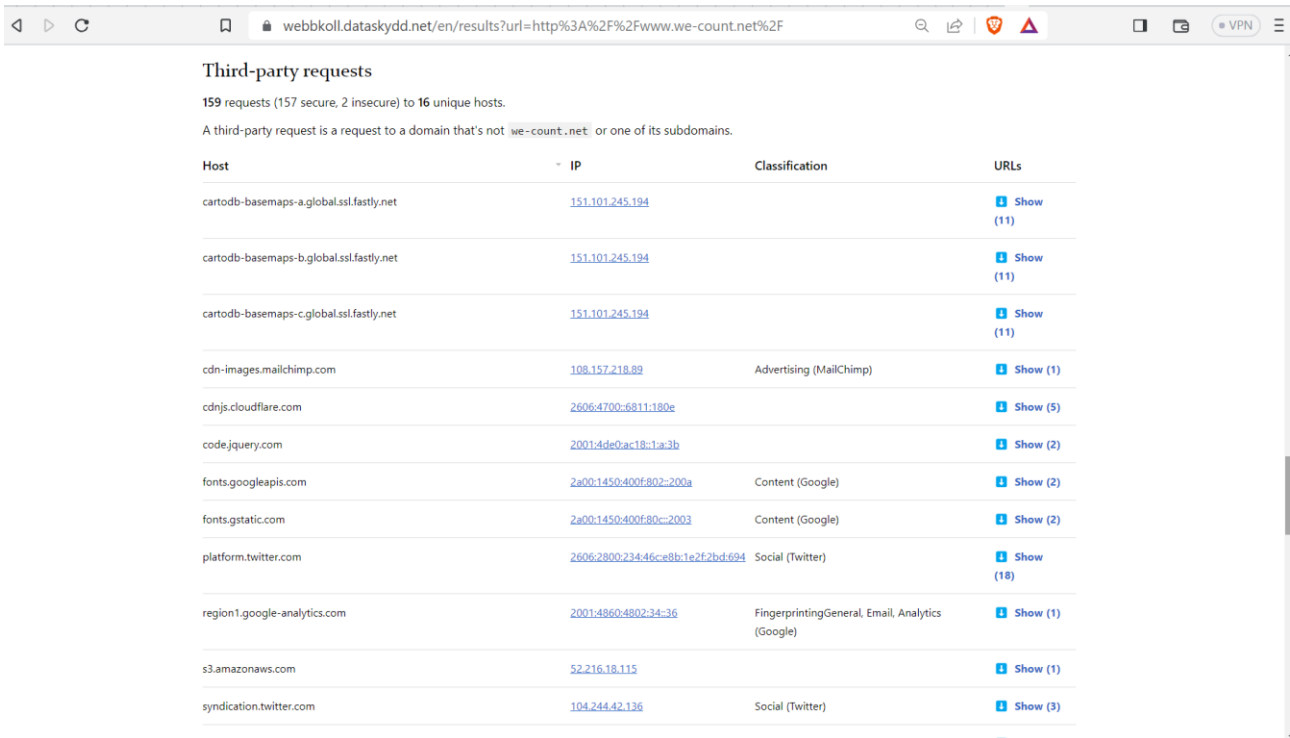 webbkoll.dataskydd.net/en/results?url=http%3A%2F%2Fwww.we-count.net%2F
VPN
Third-party requests
159 requests (157 secure, 2 insecure) to 16 unique hosts.
A third-party request is a request to a domain that's not we-count.net or one of its subdomains.
Host IP Classification URLs
cartodb-basemaps-a.global.ssl.fastly.net 151.101.245.194 Show
(11)
cartodb-basemaps-b.global.ssl.fastly.net 151.101.245.194 Show
(11)
cartodb-basemaps-c.global.ssl.fastly.net 151.101.245.194 Show
(11)
cdn-images.mailchimp.com 108.157.218.89 Advertising (MailChimp) Show (1)
cdnjs.cloudflare.com 2606:4700::6811:180e Show (5)
code.jquery.com 2001:4de0:ac18::1:a:3b Show (2)
fonts.googleapis.com 2a00:1450:400f:802::200a Content (Google) Show (2)
fonts.gstatic.com 2a00:1450:400f:80c::2003 Content (Google) Show (2)
platform.twitter.com 2606:2800:234:46c:e8b:1e2f:2bd:694 Social (Twitter) Show
(18)
region1.google-analytics.com 2001:4860:4802:34::36 FingerprintingGeneral, Email, Analytics Show (1)
(Google)
s3.amazonaws.com 52.216.18.115 Show (1)
syndication.twitter.com 104.244.42.136 Social (Twitter) Show (3)